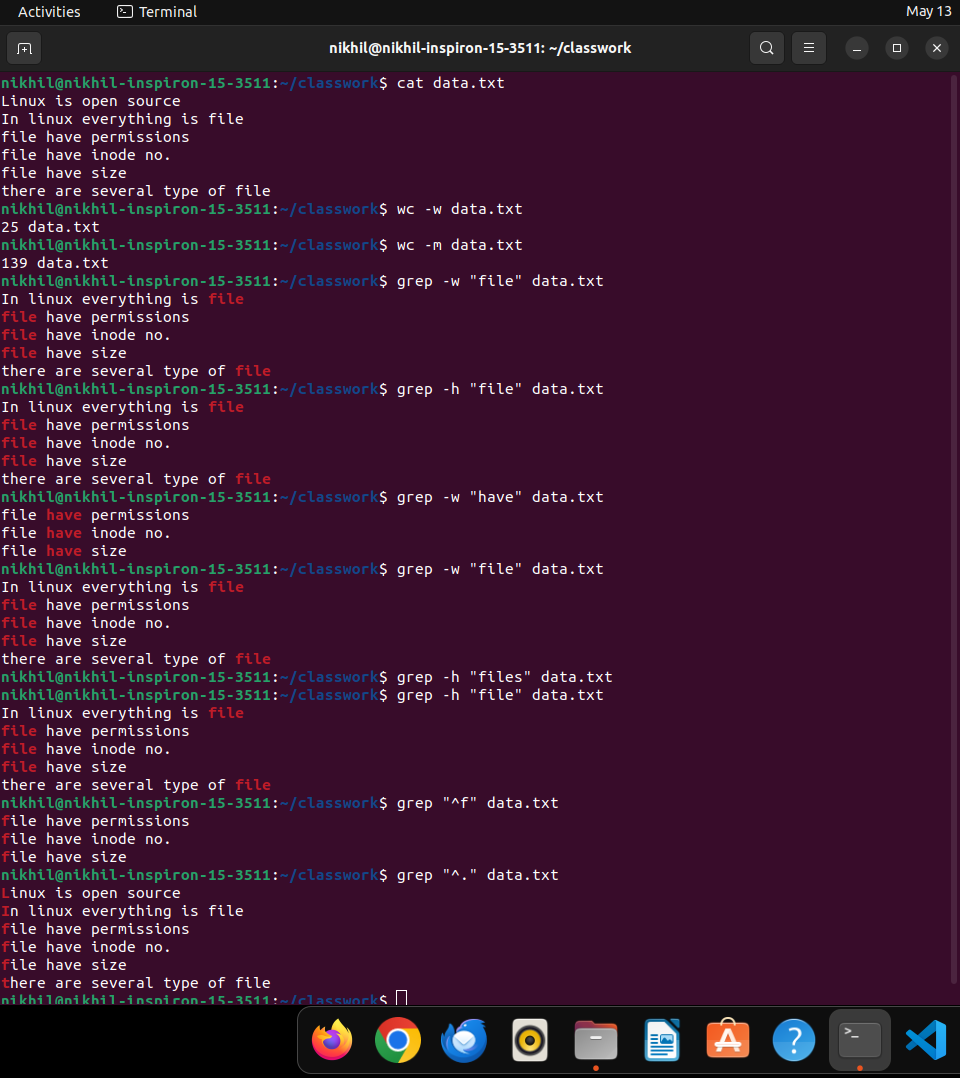 Activities
Terminal
May 13
nikhil@nikhil-inspiron-15-3511: ~/classwork
nikhil@nikhil-inspiron-15-3511:~/classwork$ cat data.txt
Linux is open source
In linux everything is file
file have permissions
file have inode no.
file have size
there are several type of file
nikhil@nikhil-inspiron-15-3511:~/classwork$ wc -w data.txt
25 data.txt
nikhil@nikhil-inspiron-15-3511:~/classwork$ wc -m data.txt
139 data.txt
nikhil@nikhil-inspiron-15-3511:~/classwork$ grep -w "file" data.txt
In linux everything is file
file have permissions
file have inode no.
file have size
there are several type of file
nikhil@nikhil-inspiron-15-3511:~/classwork$ grep -h "file" data.txt
In linux everything is file
file have permissions
file have inode no.
file have size
there are several type of file
nikhil@nikhil-inspiron-15-3511:~/classwork$ grep -w "have" data.txt
file have permissions
file have inode no.
file have size
nikhil@nikhil-inspiron-15-3511:~/classwork$ grep -w "file" data.txt
In linux everything is file
file have permissions
file have inode no.
file have size
there are several type of file
nikhil@nikhil-inspiron-15-3511:~/classwork$ grep -h "files" data.txt
nikhil@nikhil-inspiron-15-3511:~/classwork$ grep -h "file" data.txt
In linux everything is file
file have permissions
file have inode no.
file have size
there are several type of file
nikhil@nikhil-inspiron-15-3511:~/classwork$ grep "^f" data.txt
file have permissions
file have inode no.
file have size
nikhil@nikhil-inspiron-15-3511:~/classwork$ grep "^." data.txt
Linux is open source
In linux everything is file
file have permissions
file have inode no.
file have size
there are several type of file
nikhil@nikhil-inspiron-15-3511:~/classwork$